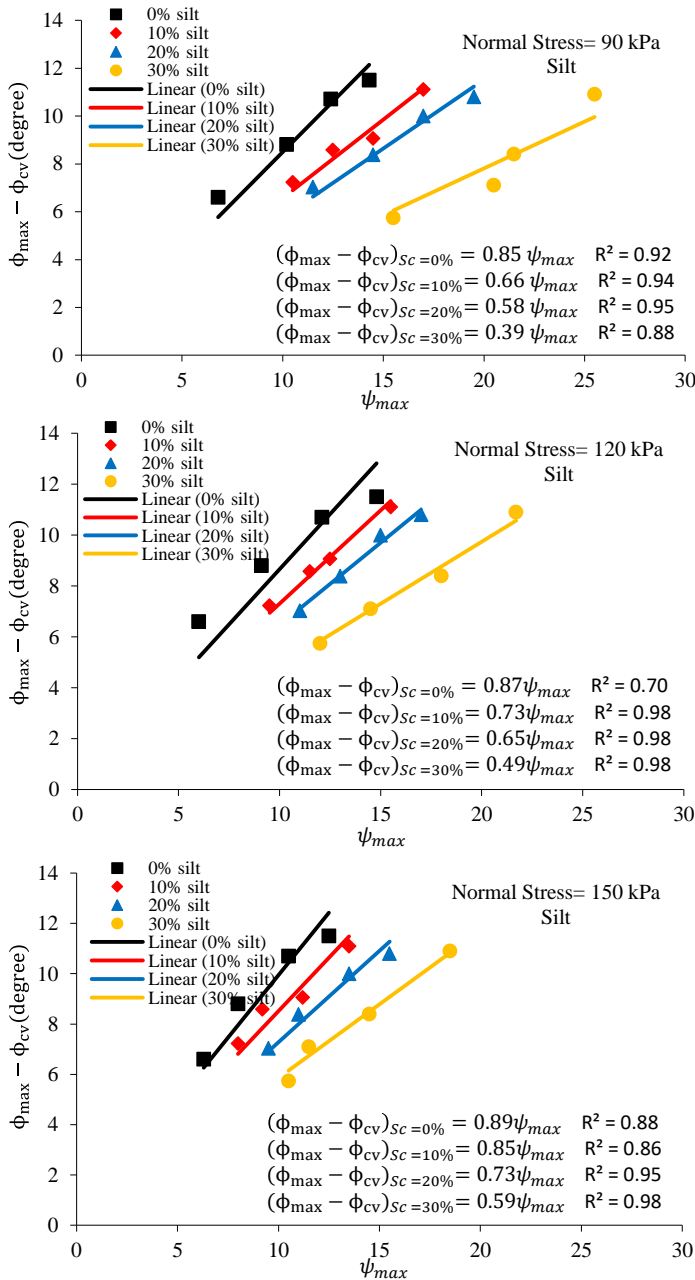 14
12
10
8
6
4
2
0
0 5 10 15 20 25 30
ϕmax − ϕcv(degree)
ψmax
0% silt
10% silt
20% silt
30% silt
Linear (0% silt)
Linear (10% silt)
Linear (20% silt)
Linear (30% silt)
Normal Stress= 90 kPa
Silt
(ϕmax − ϕcv)Sc=0% = 0.85 ψmax R² = 0.92
(ϕmax − ϕcv)Sc=10% = 0.66 ψmax R² = 0.94
(ϕmax − ϕcv)Sc=20% = 0.58 ψmax R² = 0.95
(ϕmax − ϕcv)Sc=30% = 0.39 ψmax R² = 0.88
14
12
10
8
6
4
2
0
0 5 10 15 20 25 30
ϕmax − ϕcv(degree)
ψmax
0% silt
10% silt
20% silt
30% silt
Linear (0% silt)
Linear (10% silt)
Linear (20% silt)
Linear (30% silt)
Normal Stress= 120 kPa
Silt
(ϕmax − ϕcv)Sc=0% = 0.87ψmax R² = 0.70
(ϕmax − ϕcv)Sc=10% = 0.73ψmax R² = 0.98
(ϕmax − ϕcv)Sc=20% = 0.65ψmax R² = 0.98
(ϕmax − ϕcv)Sc=30% = 0.49ψmax R² = 0.98
14
12
10
8
6
4
2
0
0 5 10 15 20 25 30
ϕmax − ϕcv(degree)
ψmax
0% silt
10% silt
20% silt
30% silt
Linear (0% silt)
Linear (10% silt)
Linear (20% silt)
Linear (30% silt)
Normal Stress= 150 kPa
Silt
(ϕmax − ϕcv)Sc=0% = 0.89ψmax R² = 0.88
(ϕmax − ϕcv)Sc=10% = 0.85ψmax R² = 0.86
(ϕmax − ϕcv)Sc=20% = 0.73ψmax R² = 0.95
(ϕmax − ϕcv)Sc=30% = 0.59ψmax R² = 0.98